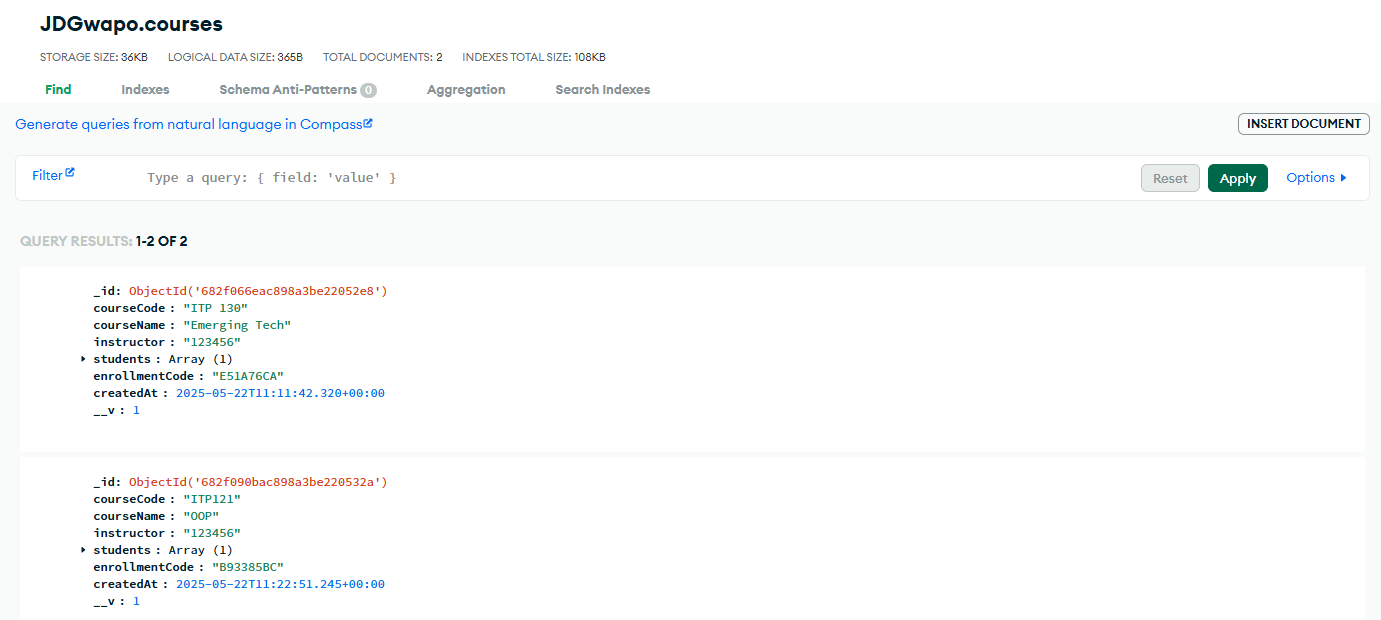 JDGwapo.courses
STORAGE SIZE: 36KB LOGICAL DATA SIZE: 365B TOTAL DOCUMENTS: 2 INDEXES TOTAL SIZE: 108KB
Find Indexes Schema Anti-Patterns 0 Aggregation Search Indexes
Generate queries from natural language in Compass
INSERT DOCUMENT
Filter Type a query: { field: 'value' } Reset Apply Options
QUERY RESULTS: 1-2 OF 2
_id: ObjectId('682f066eac898a3be22052e8')
courseCode : "ITP 130"
courseName : "Emerging Tech"
instructor : "123456"
students : Array (1)
enrollmentCode : "E51A76CA"
createdAt : 2025-05-22T11:11:42.320+00:00
__v : 1
_id: ObjectId('682f090bac898a3be220532a')
courseCode : "ITP121"
courseName : "OOP"
instructor : "123456"
students : Array (1)
enrollmentCode : "B93385BC"
createdAt : 2025-05-22T11:22:51.245+00:00
__v : 1